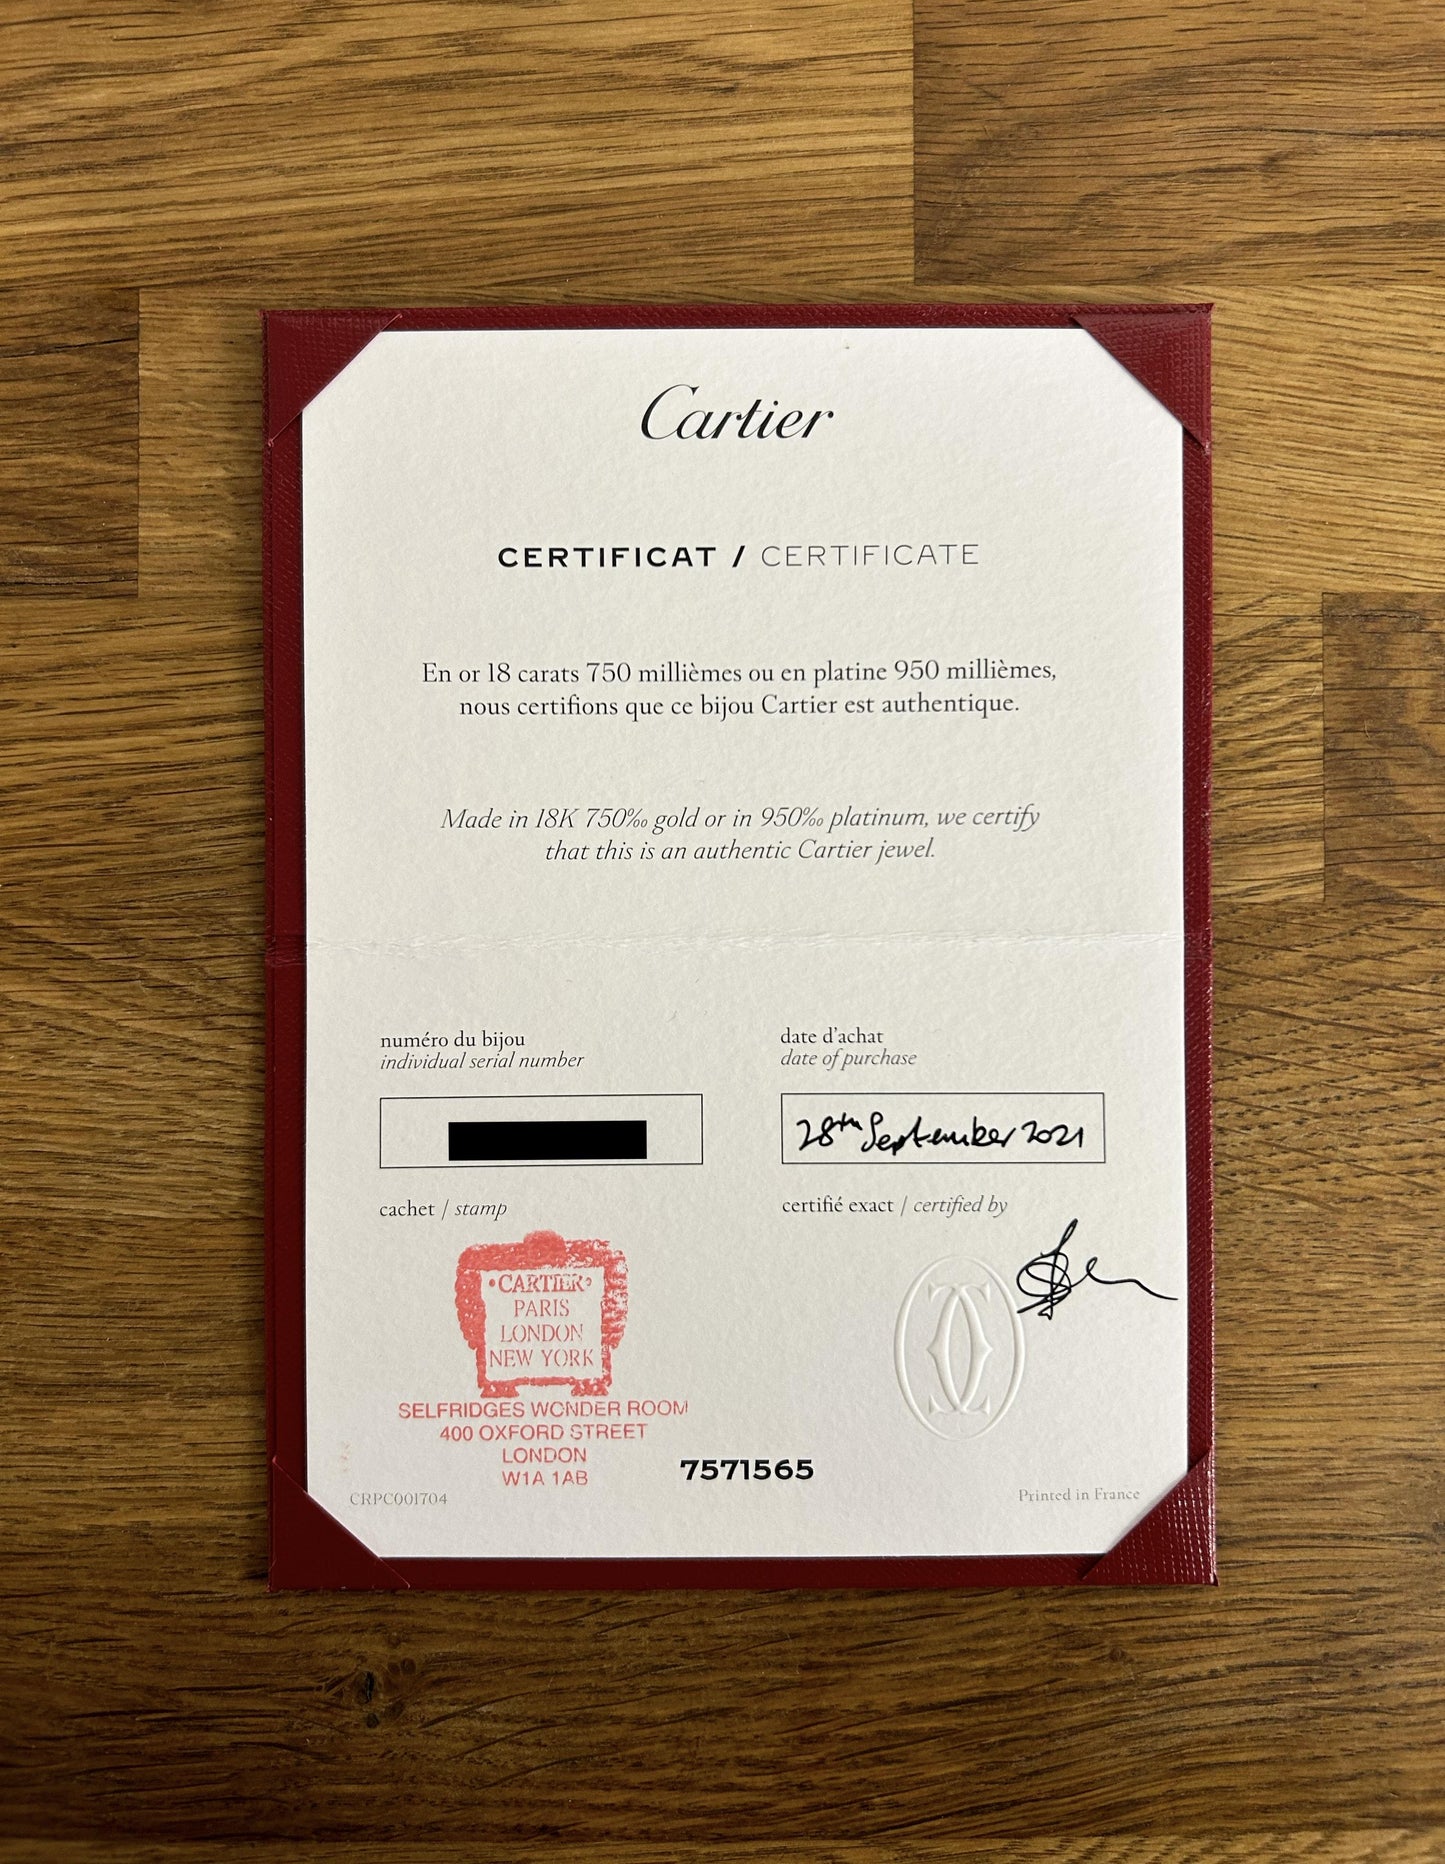 Cartier
CERTIFICAT / CERTIFICATE
En or 18 carats 750 millièmes ou en platine 950 millièmes,
nous certifions que ce bijou Cartier est authentique.
Made in 18K 750‰ gold or in 950‰ platinum, we certify
that this is an authentic Cartier jewel.
numéro du bijou
individual serial number
date d'achat
date of purchase
28th September 2021
cachet / stamp
certifié exact / certified by
CARTIER
PARIS
LONDON
NEW YORK
SELFRIDGES WONDER ROOM
400 OXFORD STREET
LONDON
W1A 1AB
7571565
CRPC001704
Printed in France